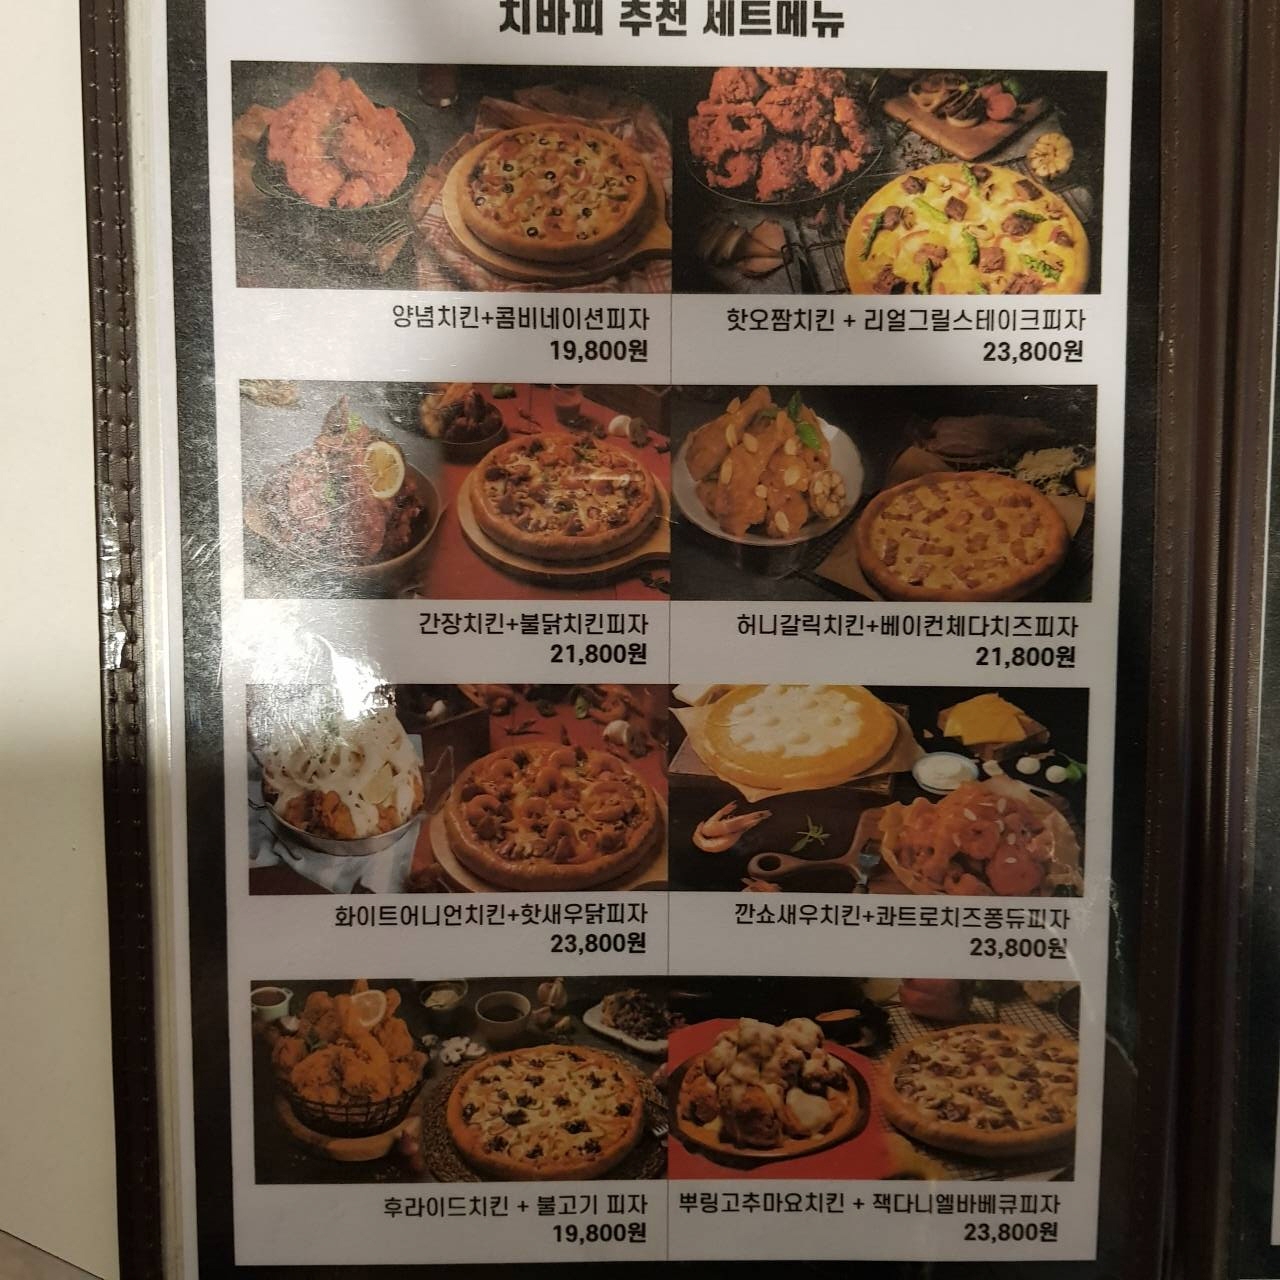 치바피 추천 세트메뉴
양념치킨+콤비네이션피자
19,800원
핫오짬치킨 + 리얼그릴스테이크피자
23,800원
간장치킨+불닭치킨피자
21,800원
허니갈릭치킨+베이컨체다치즈피자
21,800원
화이트어니언치킨+핫새우닭피자
23,800원
깐쇼새우치킨+콰트로치즈퐁듀피자
23,800원
후라이드치킨 + 불고기 피자
19,800원
뿌링고추마요치킨 + 잭다니엘바베큐피자
23,800원